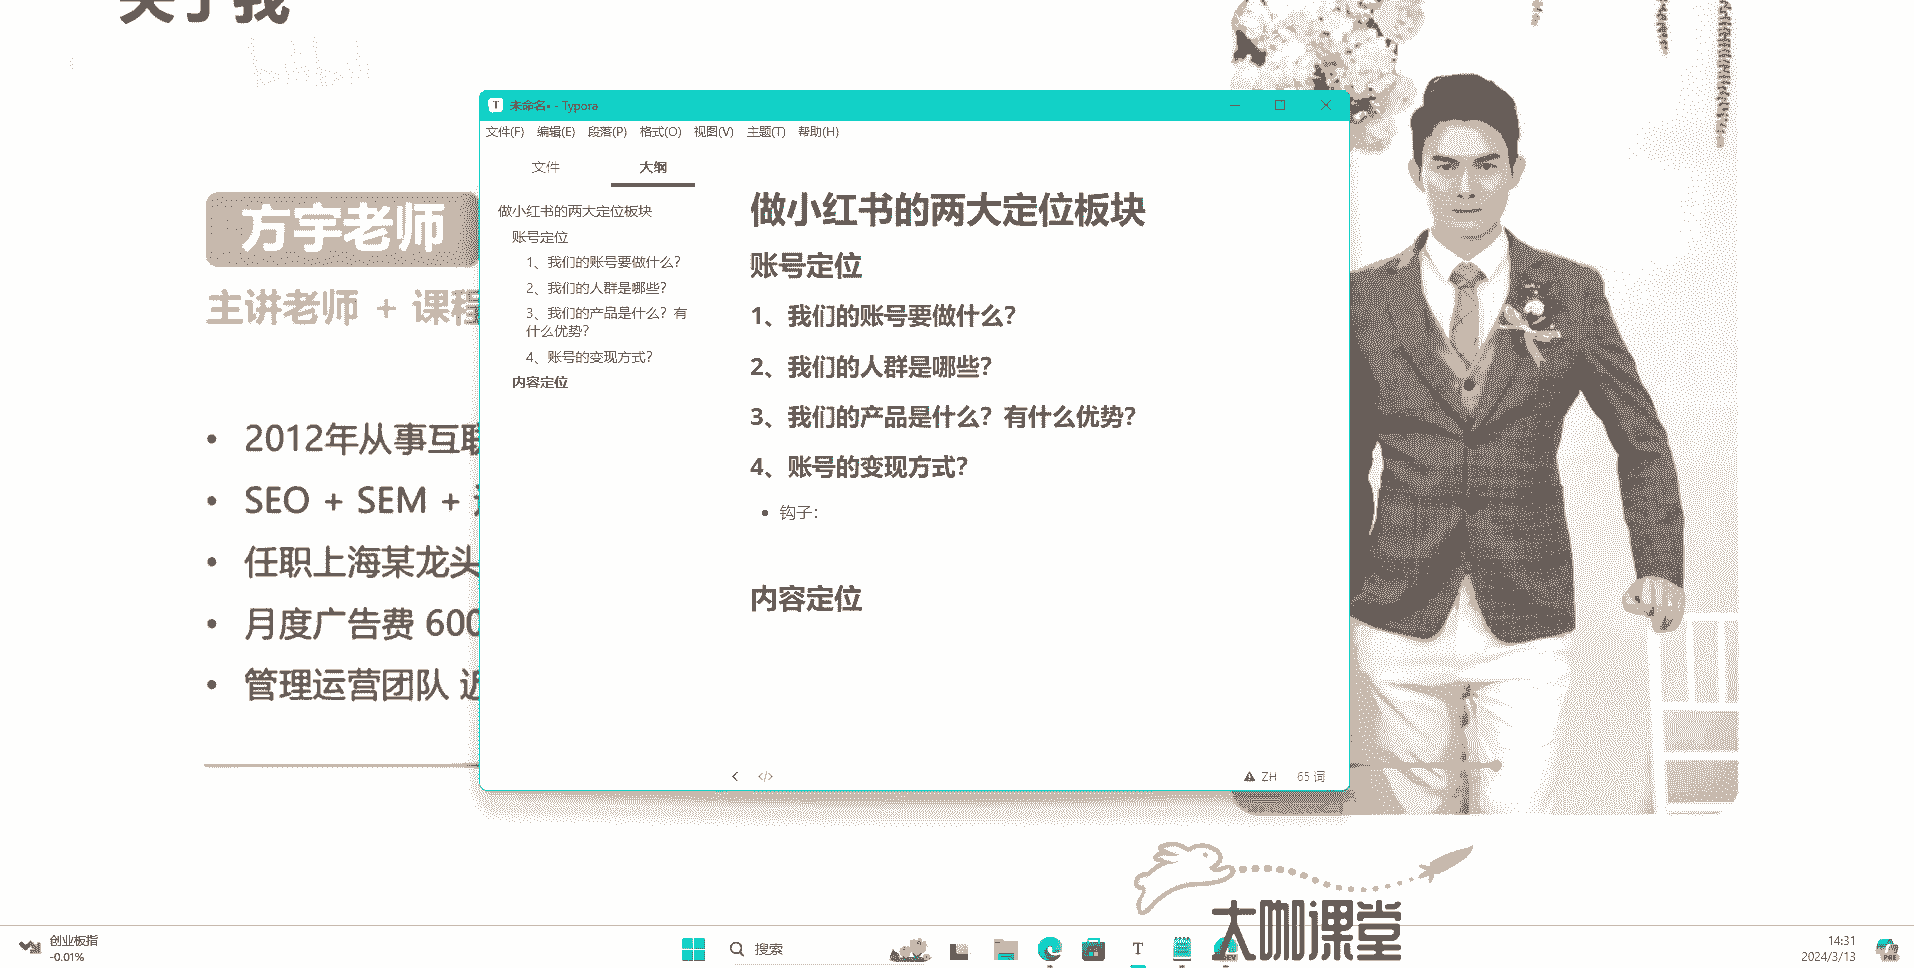 关于我
bilibili
未命名• - Typora
文件(F) 编辑(E) 段落(P) 格式(O) 视图(V) 主题(T) 帮助(H)
文件 大纲
做小红书的两大定位板块
账号定位
1、我们的账号要做什么？
2、我们的人群是哪些？
3、我们的产品是什么？有
什么优势？
4、账号的变现方式？
内容定位
做小红书的两大定位板块
账号定位
1、我们的账号要做什么？
2、我们的人群是哪些？
3、我们的产品是什么？有什么优势？
4、账号的变现方式？
• 钩子：
内容定位
</> ZH 65 词
方宇老师
主讲老师 + 课程
• 2012年从事互联
• SEO + SEM +
• 任职上海某龙头
• 月度广告费 600
• 管理运营团队 近
大咖课堂
创业板指
-0.01%
搜索
14:31
2024/3/13